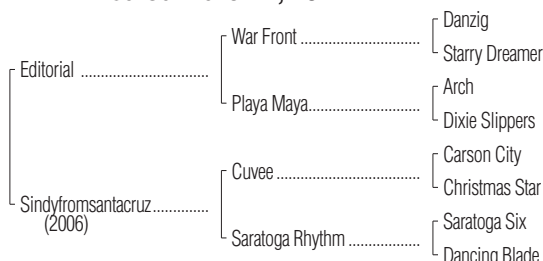 Danzig
War Front
Starry Dreamer
Editorial
Arch
Playa Maya
Dixie Slippers
Carson City
Cuvee
Christmas Star
Sindyfromsantacruz
(2006)
Saratoga Six
Saratoga Rhythm
Dancing Blade